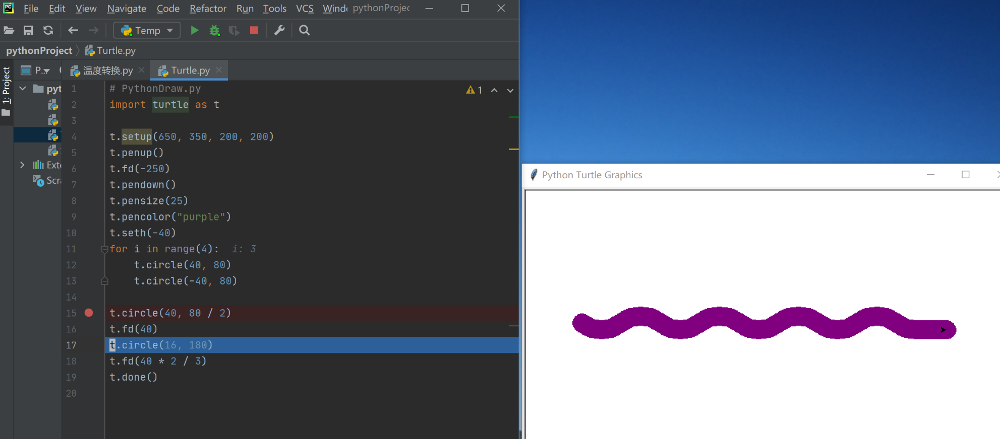 File Edit View Navigate Code Refactor Run Tools VCS Windo pythonProjec
Temp
pythonProject Turtle.py
1: Project
P... 温度转换.py Turtle.py
pyt
Exte
Scra
1 # PythonDraw.py
1
2 import turtle as t
3
4 t.setup(650, 350, 200, 200)
5 t.penup()
6 t.fd(-250)
7 t.pendown()
8 t.pensize(25)
9 t.pencolor("purple")
10 t.seth(-40)
11 for i in range(4): i: 3
12 t.circle(40, 80)
13 t.circle(-40, 80)
14
15 t.circle(40, 80 / 2)
16 t.fd(40)
17 t.circle(16, 180)
18 t.fd(40 * 2 / 3)
19 t.done()
20
Python Turtle Graphics